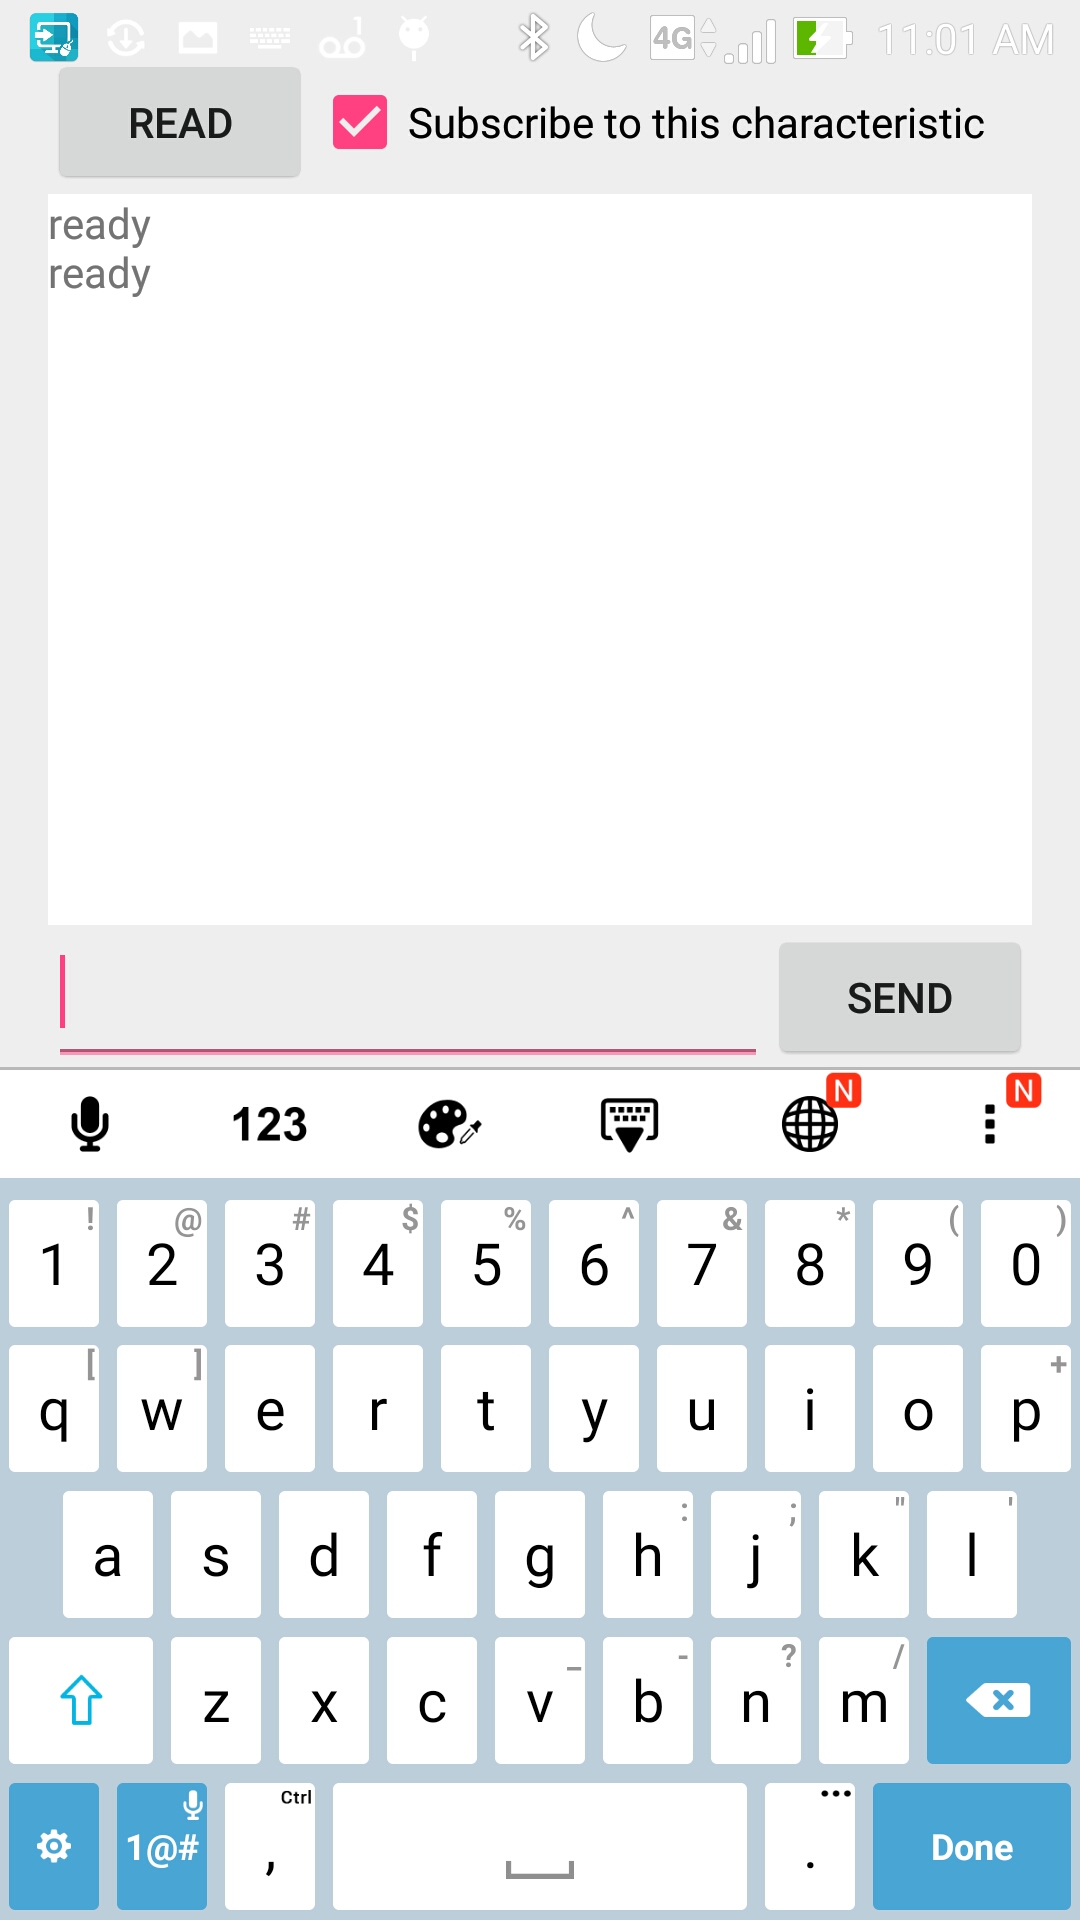 4G 11:01 AM
READ Subscribe to this characteristic
ready
ready
SEND
123 N N
! @ # $ % ^ & * ( )
1 2 3 4 5 6 7 8 9 0
[ ] +
q w e r t y u i o p
: ; " '
a s d f g h j k l
_ - ? /
z x c v b n m
Ctrl ...
1@# , . Done